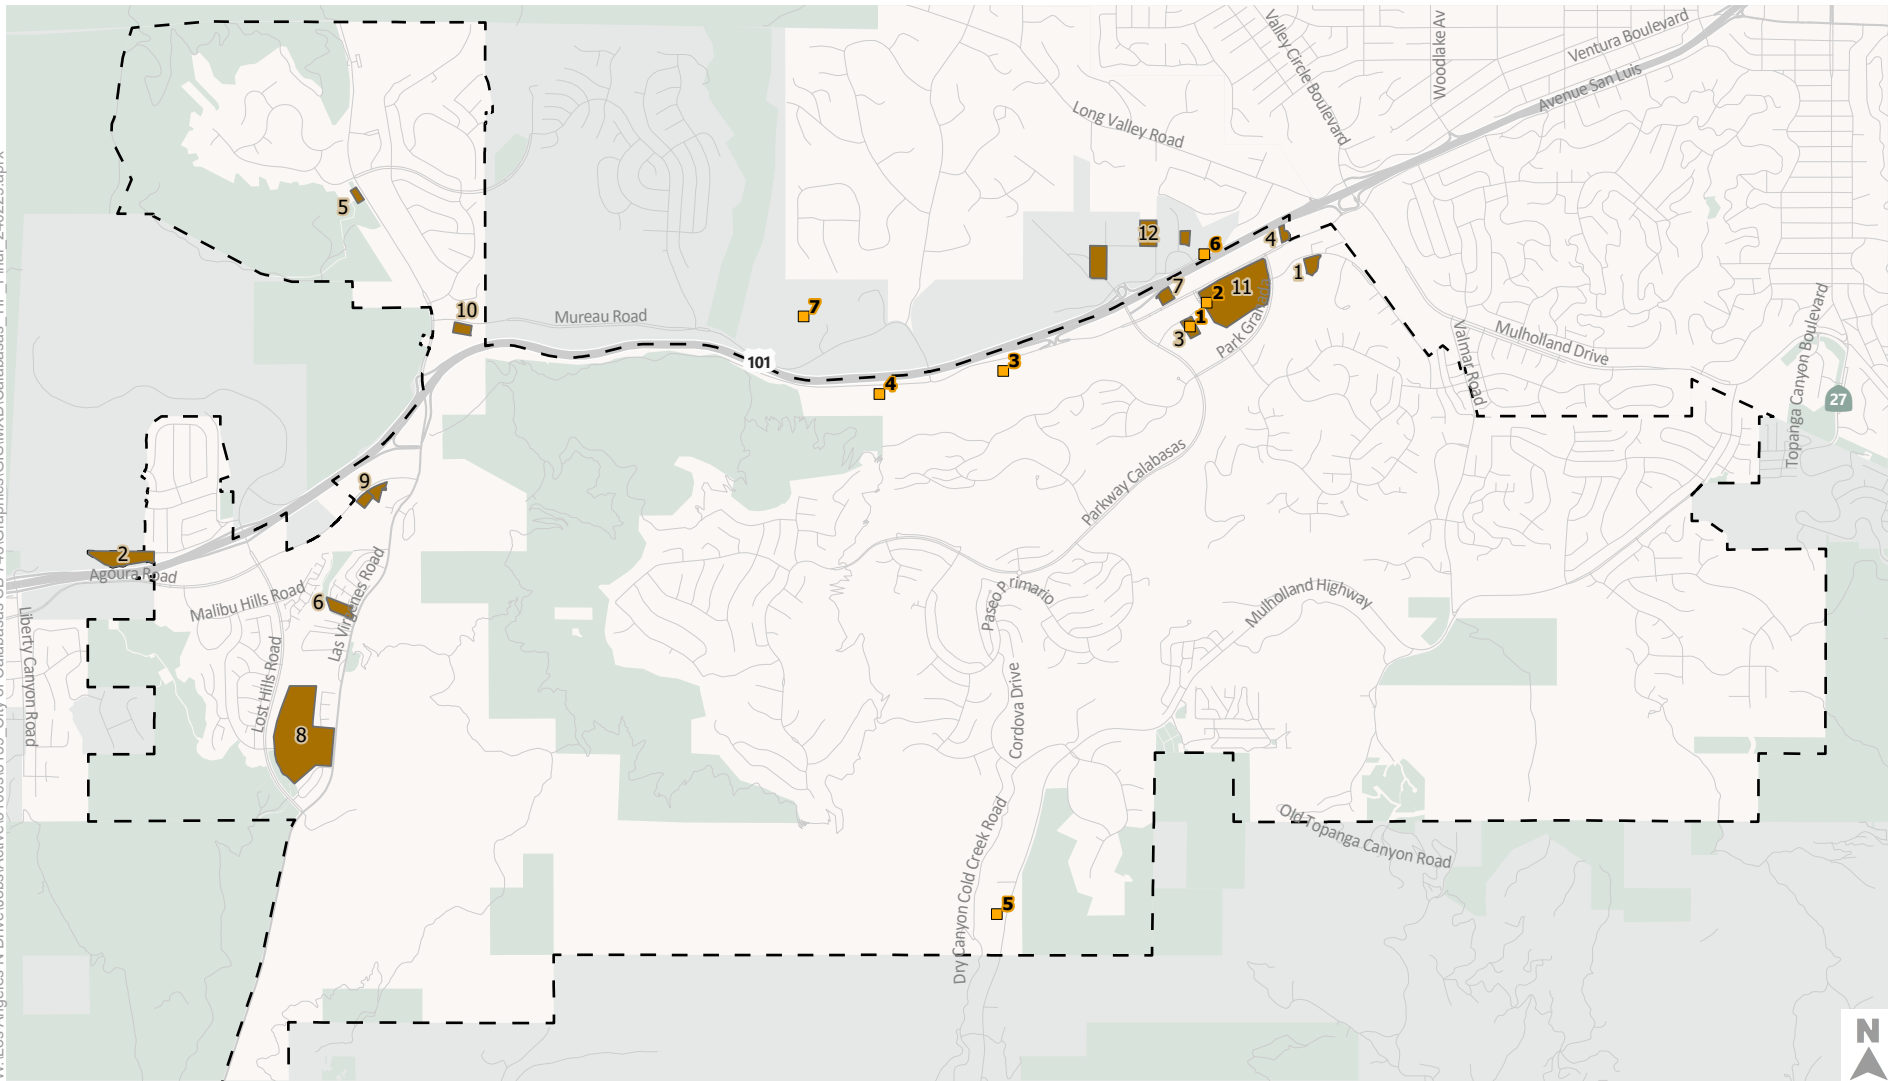 Valley Circle Boulevard
Woodlake Av
Ventura Boulevard
Avenue San Luis
Long Valley Road
5
12
6
4
1
7
11
2
10
7
1
3
Mureau Road
Park Granada
3
101
4
Mulholland Drive
Valmar Road
Topanga Canyon Boulevard
27
9
Parkway Calabasas
2
Agoura Road
Malibu Hills Road
6
Las Virgenes Road
Paseo Primario
Mulholland Highway
Liberty Canyon Road
Lost Hills Road
8
Cordova Drive
Old Topanga Canyon Road
Dry Canyon Cold Creek Road
5
N